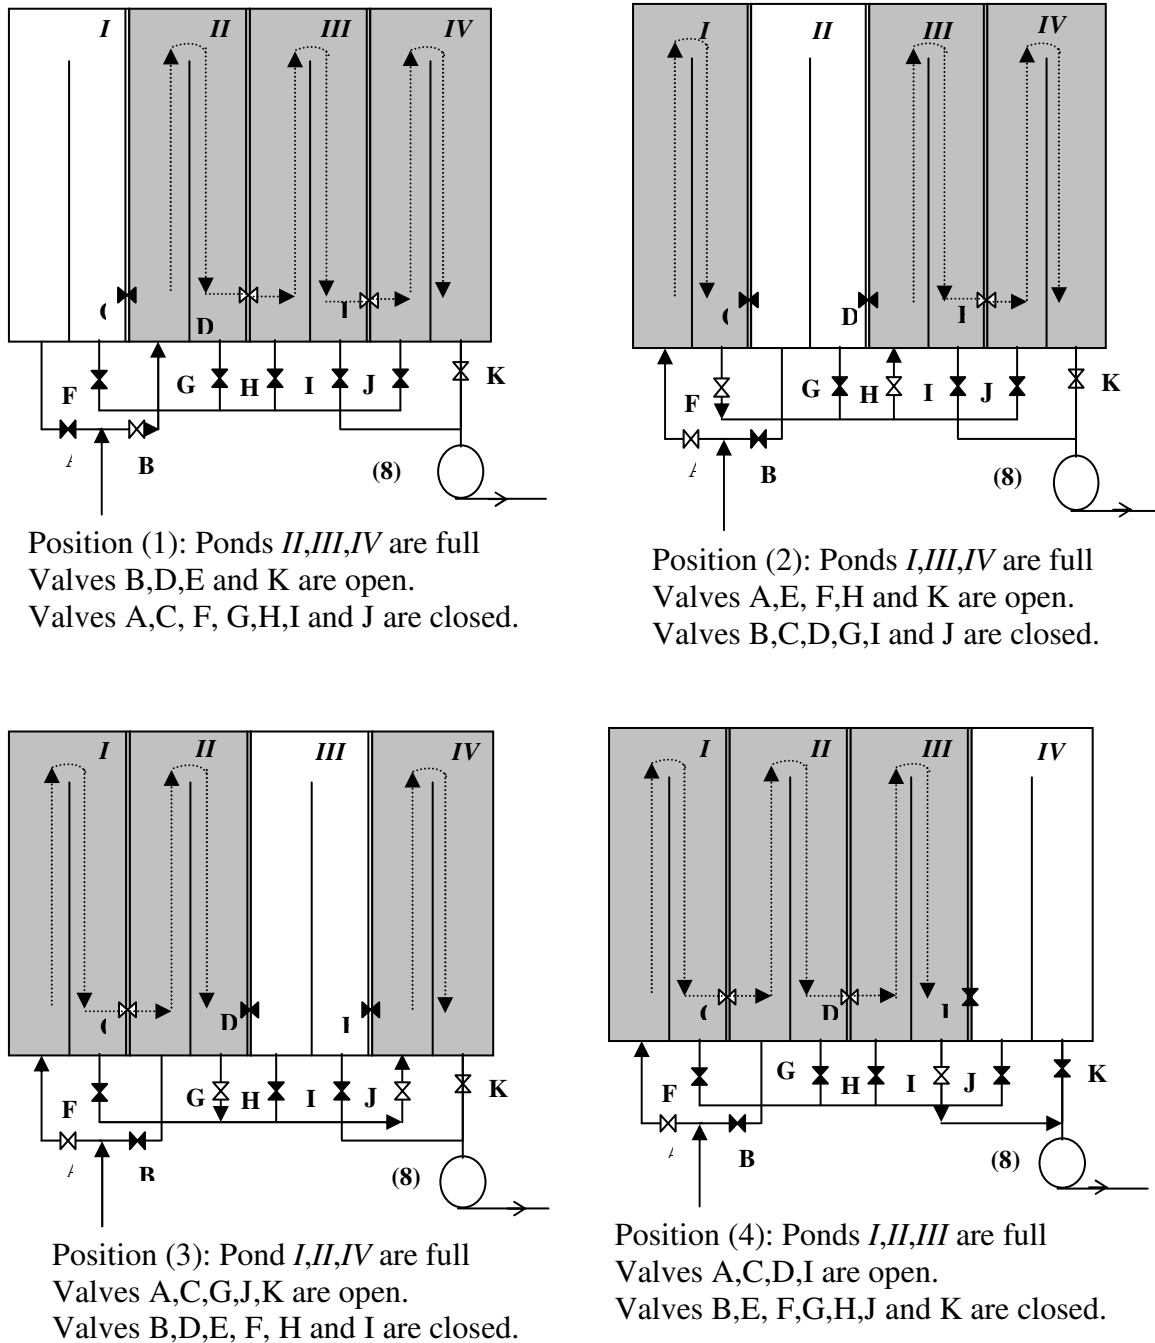 I II III IV
D
F G H I J K
B
(8)
Position (1): Ponds II,III,IV are full
Valves B,D,E and K are open.
Valves A,C, F, G,H,I and J are closed.
I II III IV
D
F G H I J K
B
(8)
Position (2): Ponds I,III,IV are full
Valves A,E, F,H and K are open.
Valves B,C,D,G,I and J are closed.
I II III IV
D
F G H I J K
B
(8)
Position (3): Pond I,II,IV are full
Valves A,C,G,J,K are open.
Valves B,D,E, F, H and I are closed.
I II III IV
D
F G H I J K
B
(8)
Position (4): Ponds I,II,III are full
Valves A,C,D,I are open.
Valves B,E, F,G,H,J and K are closed.